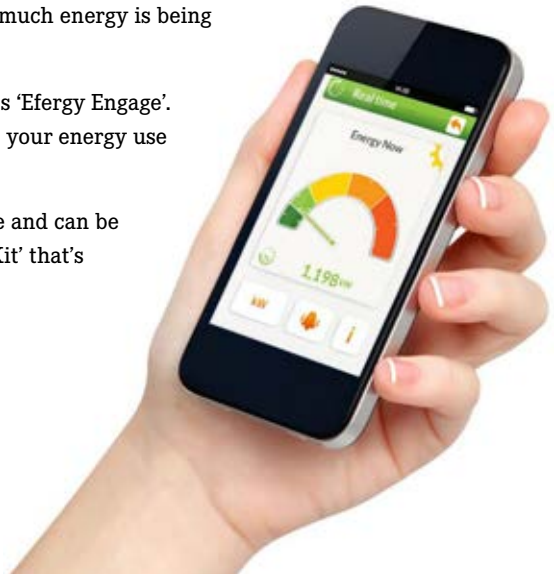 much energy is being
s ‘Efergy Engage’.
your energy use
e and can be
Kit’ that’s
Real time
Energy Now
1.198 kW
kW
i